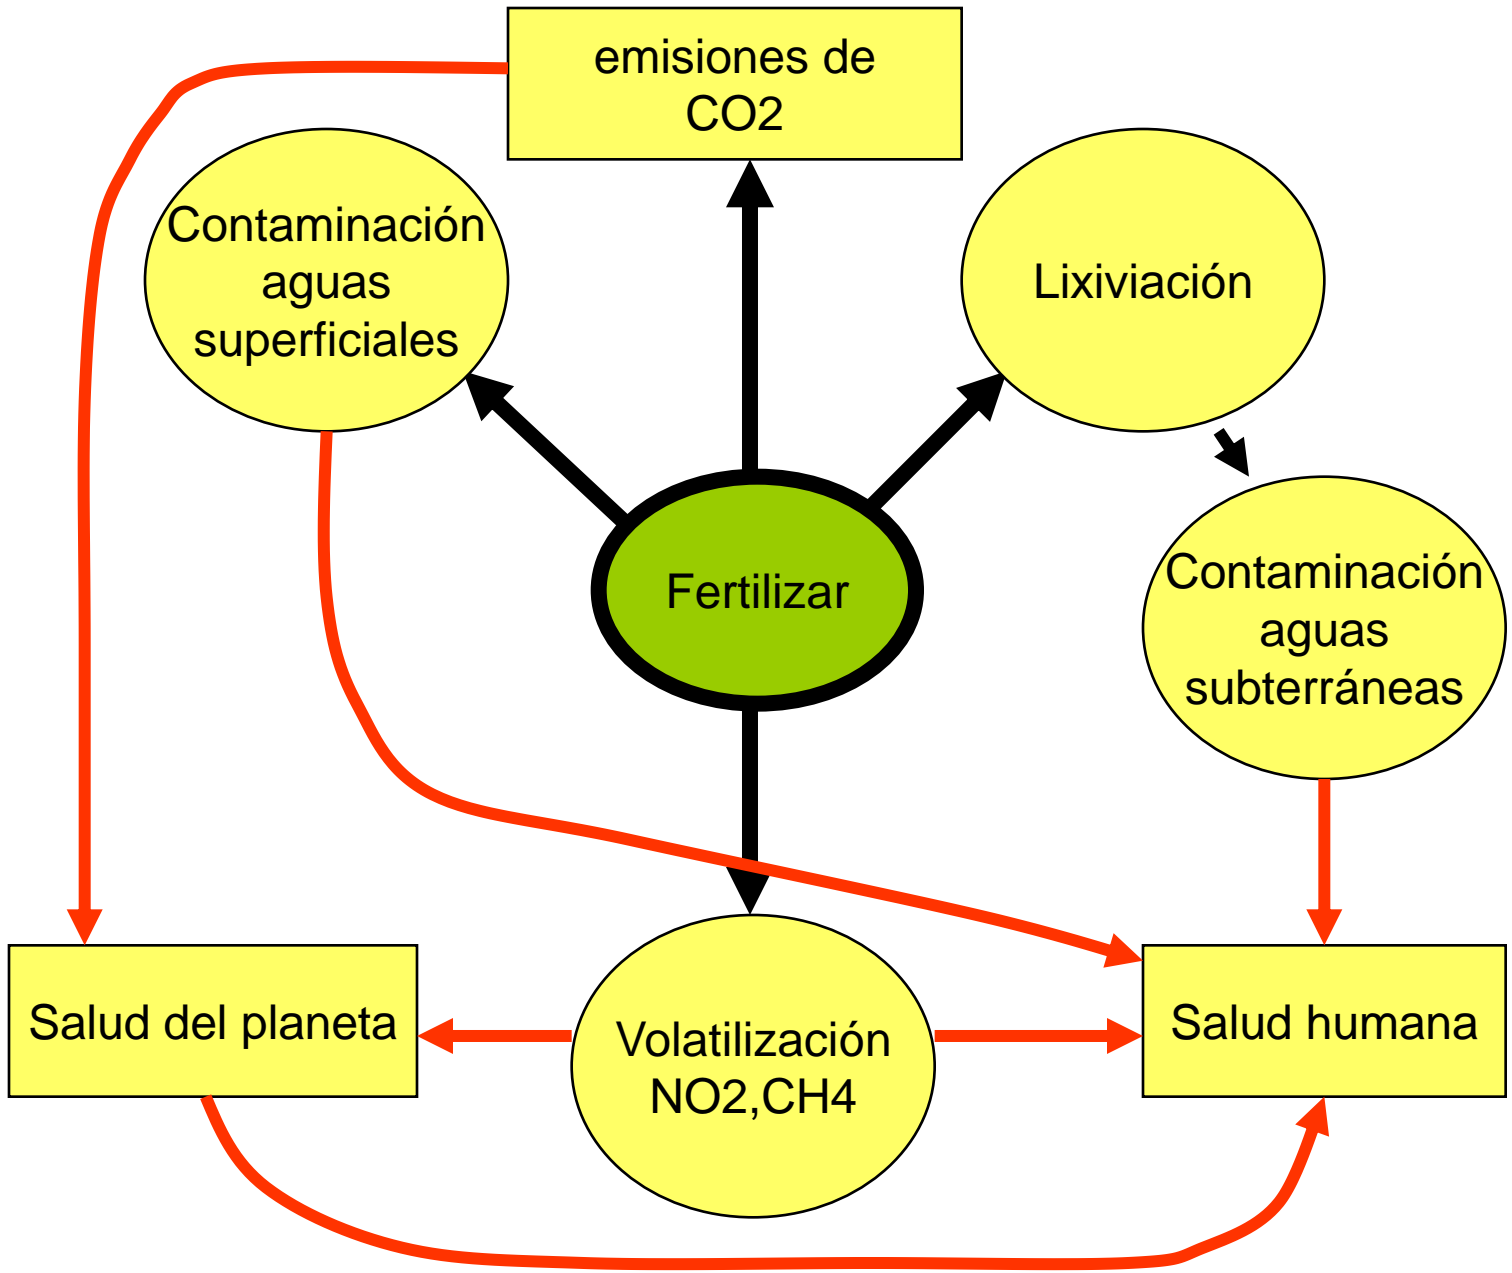 emisiones de
CO2
Contaminación
aguas
superficiales
Lixiviación
Fertilizar
Contaminación
aguas
subterráneas
Salud del planeta
Volatilización
NO2,CH4
Salud humana